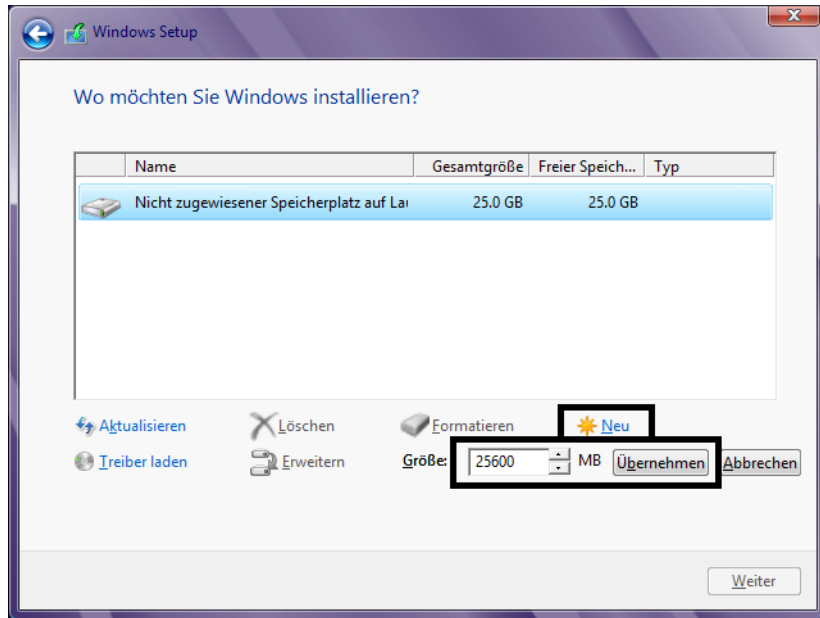 Windows Setup
Wo möchten Sie Windows installieren?
Name Gesamtgröße Freier Speich... Typ
Nicht zugewiesener Speicherplatz auf Lau 25.0 GB 25.0 GB
Aktualisieren Löschen Formatieren Neu
Treiber laden Erweitern Größe: 25600 MB Übernehmen Abbrechen
Weiter